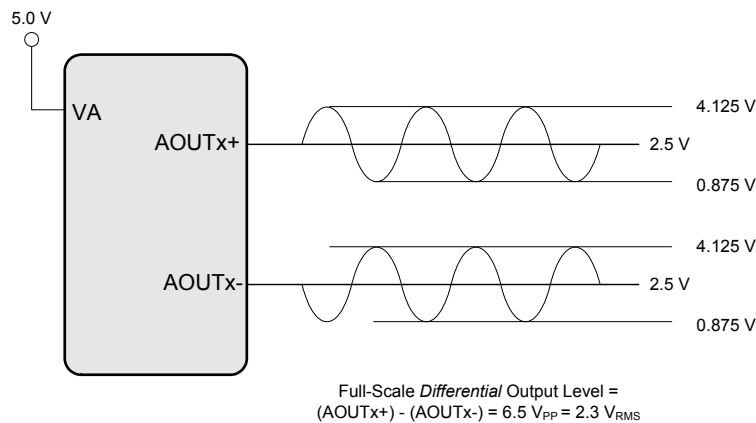 5.0 V
VA
AOUTx+
4.125 V
2.5 V
0.875 V
AOUTx-
4.125 V
2.5 V
0.875 V
Full-Scale Differential Output Level =
(AOUTx+) - (AOUTx-) = 6.5 VPP = 2.3 VRMS